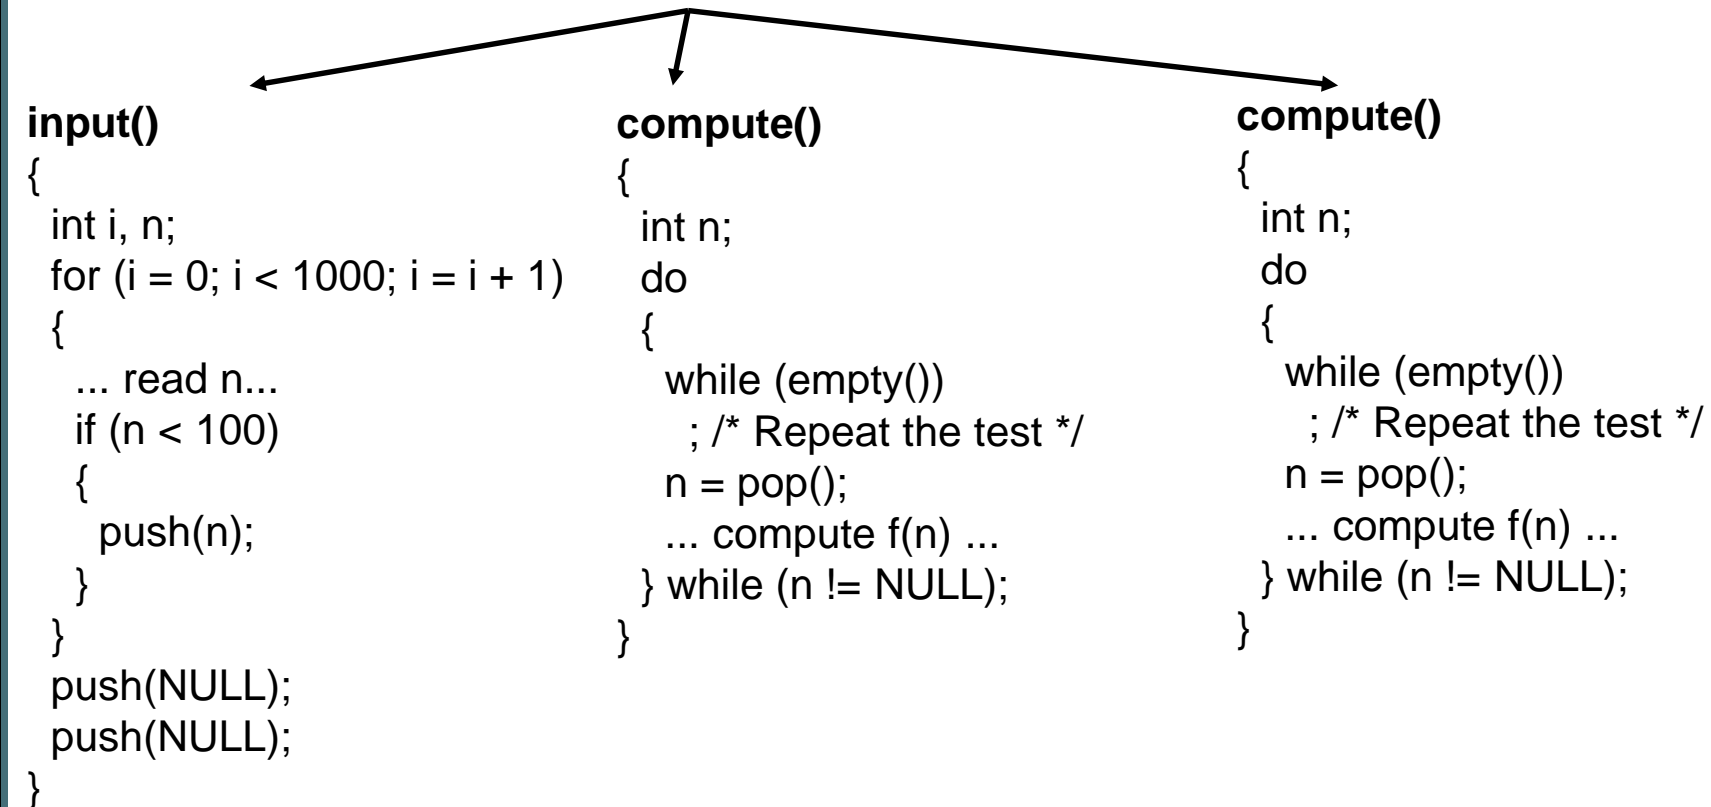 input()
{
int i, n;
for (i = 0; i < 1000; i = i + 1)
{
... read n...
if (n < 100)
{
push(n);
}
}
push(NULL);
push(NULL);
}
compute()
{
int n;
do
{
while (empty())
; /* Repeat the test */
n = pop();
... compute f(n) ...
} while (n != NULL);
}
compute()
{
int n;
do
{
while (empty())
; /* Repeat the test */
n = pop();
... compute f(n) ...
} while (n != NULL);
}